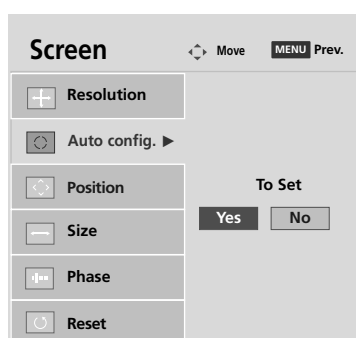 Screen Move MENU Prev.
Resolution
Auto config. ►
Position
To Set
Yes No
Size
Phase
Reset